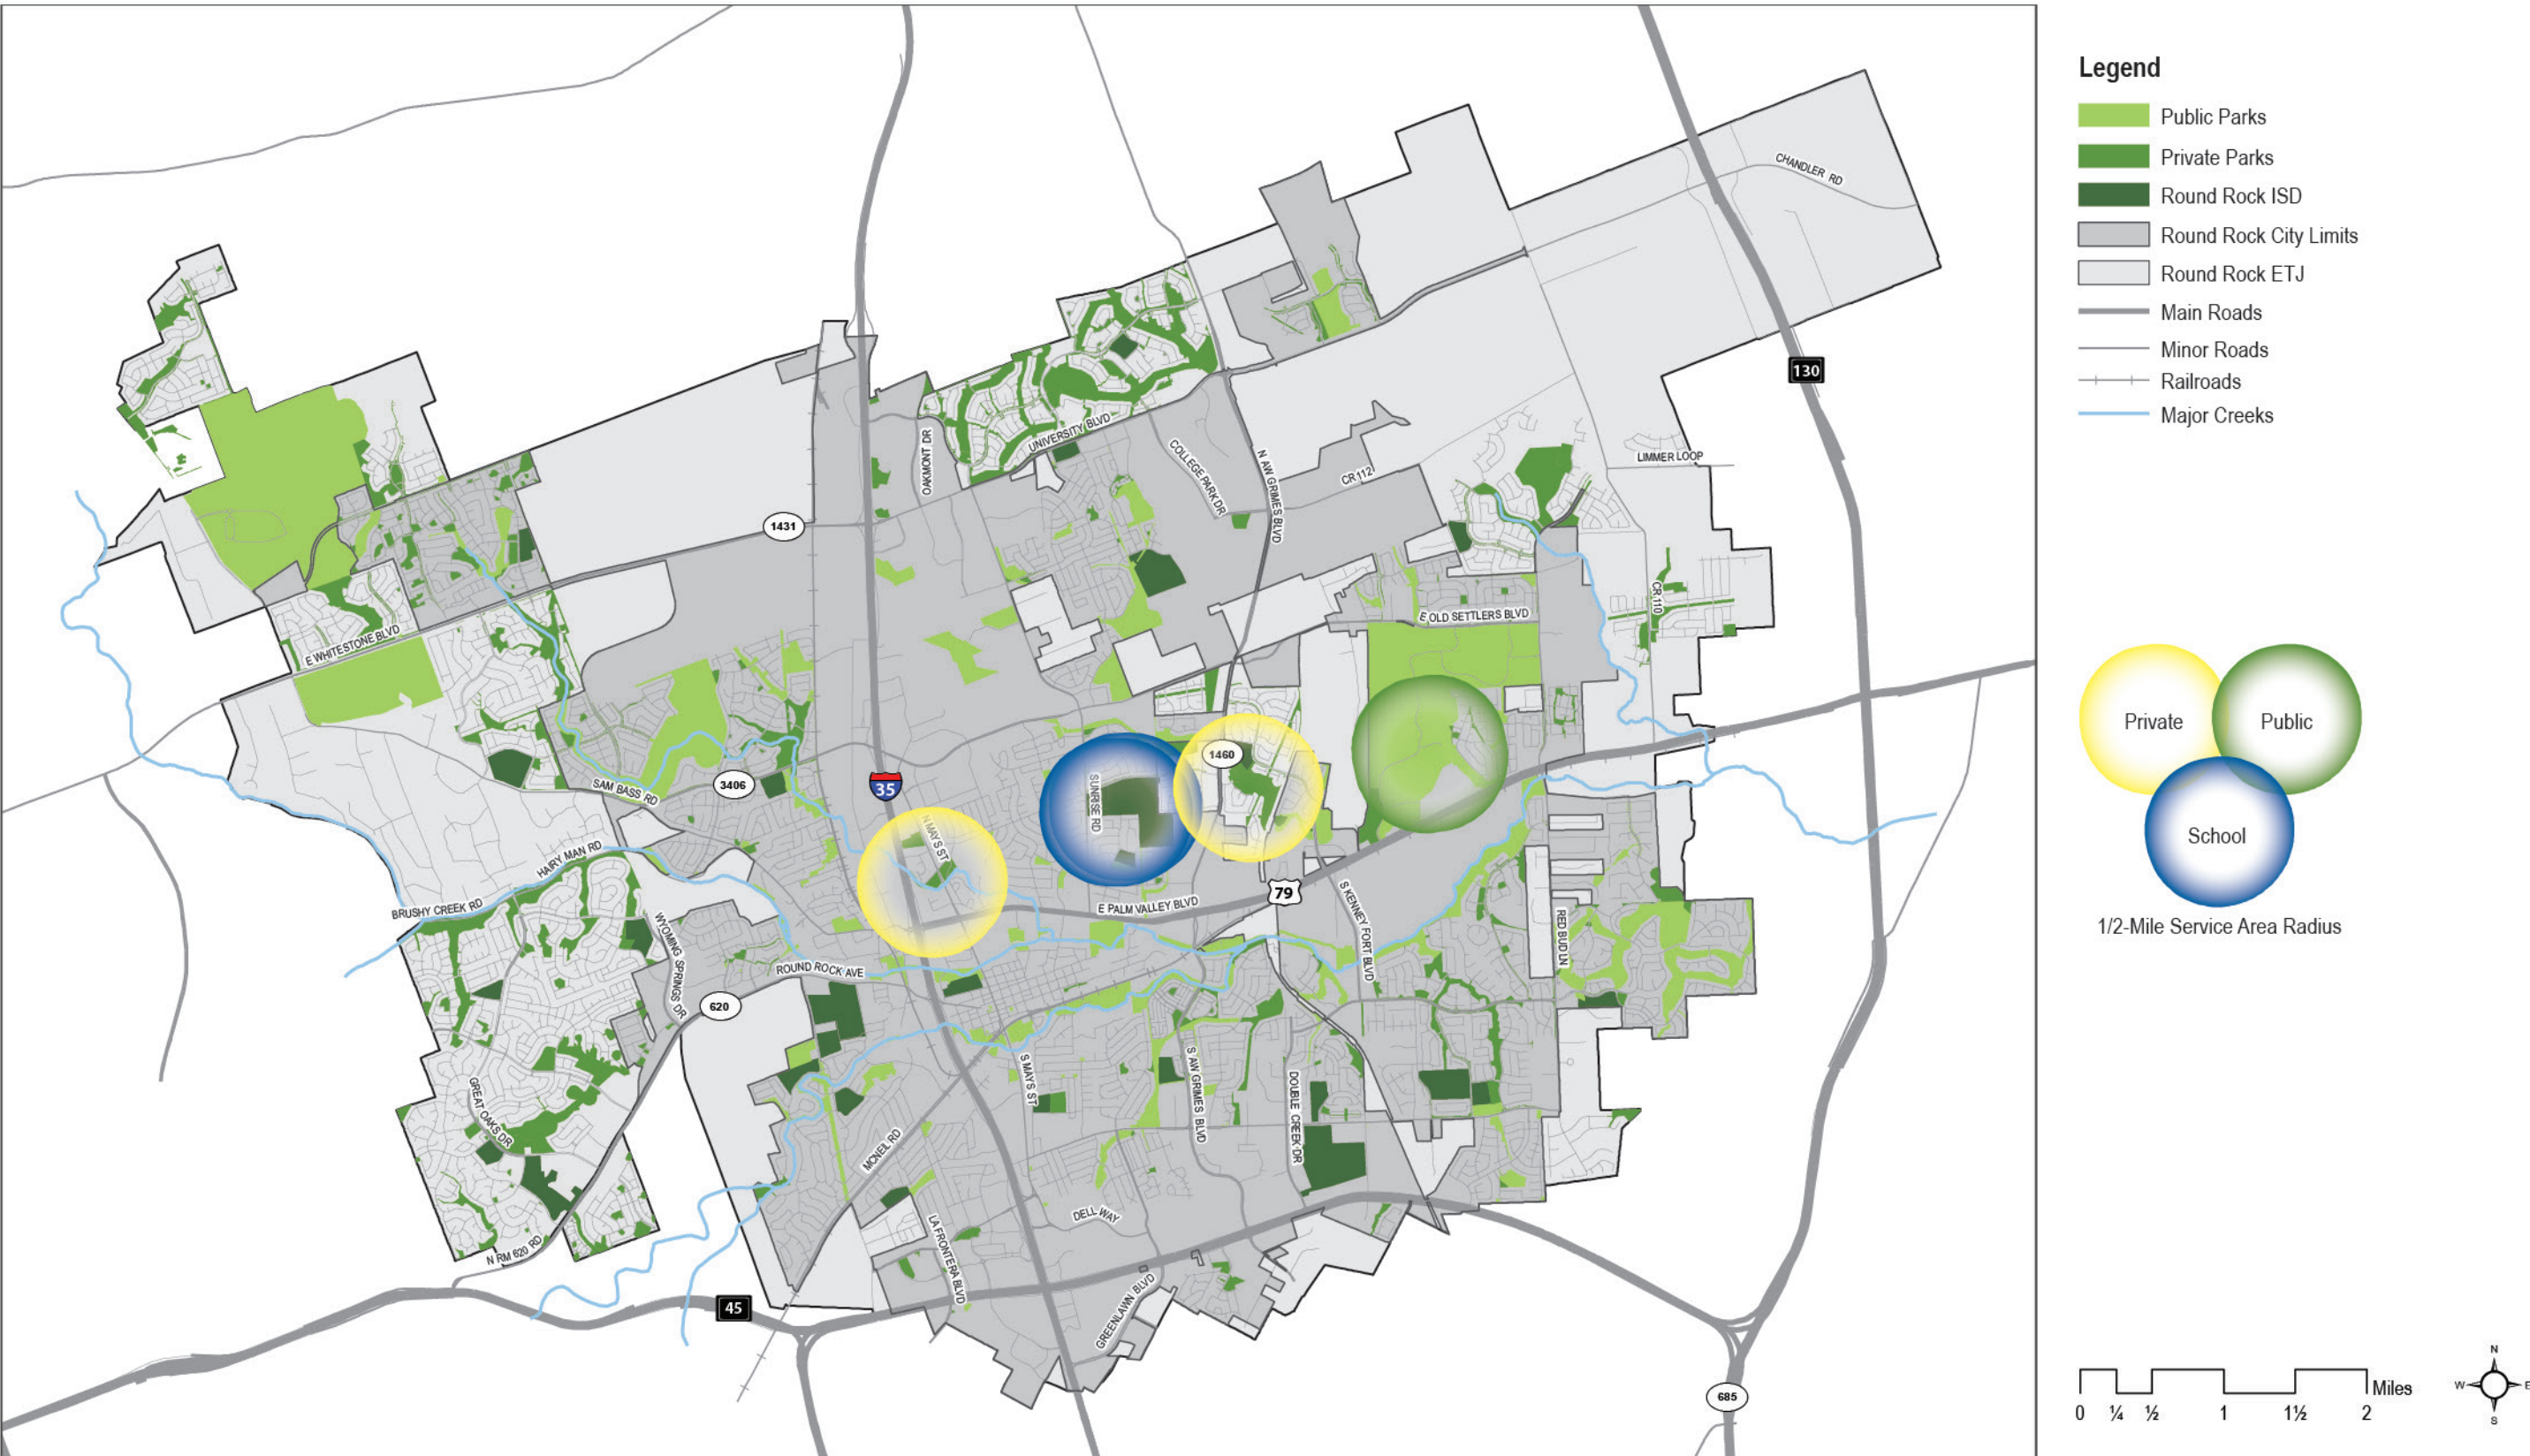 Legend
Public Parks
Private Parks
Round Rock ISD
Round Rock City Limits
Round Rock ETJ
Main Roads
Minor Roads
Railroads
Major Creeks
CHANDLER RD
130
OAKMONT DR
UNIVERSITY BLVD
COLLEGE PARK DR
N AW GRIMES BLVD
CR 112
LIMMER LOOP
1431
CR 110
E OLD SETTLERS BLVD
E WHITESTONE BLVD
Private
Public
School
1/2-Mile Service Area Radius
SAM BASS RD
3406
35
SUNRISE RD
1460
N MAYS ST
HAIRY MAN RD
BRUSHY CREEK RD
79
E PALM VALLEY BLVD
S KENNEY FORT BLVD
RED BUD LN
WYOMING SPRINGS DR
ROUND ROCK AVE
620
S MAYS ST
S AW GRIMES BLVD
DOUBLE CREEK DR
GREAT OAKS DR
MCNEIL RD
DELL WAY
LA FRONTERA BLVD
N RM 620 RD
GREENLAWN BLVD
45
685
Miles
0 ¼ ½ 1 1½ 2
N
W E
S